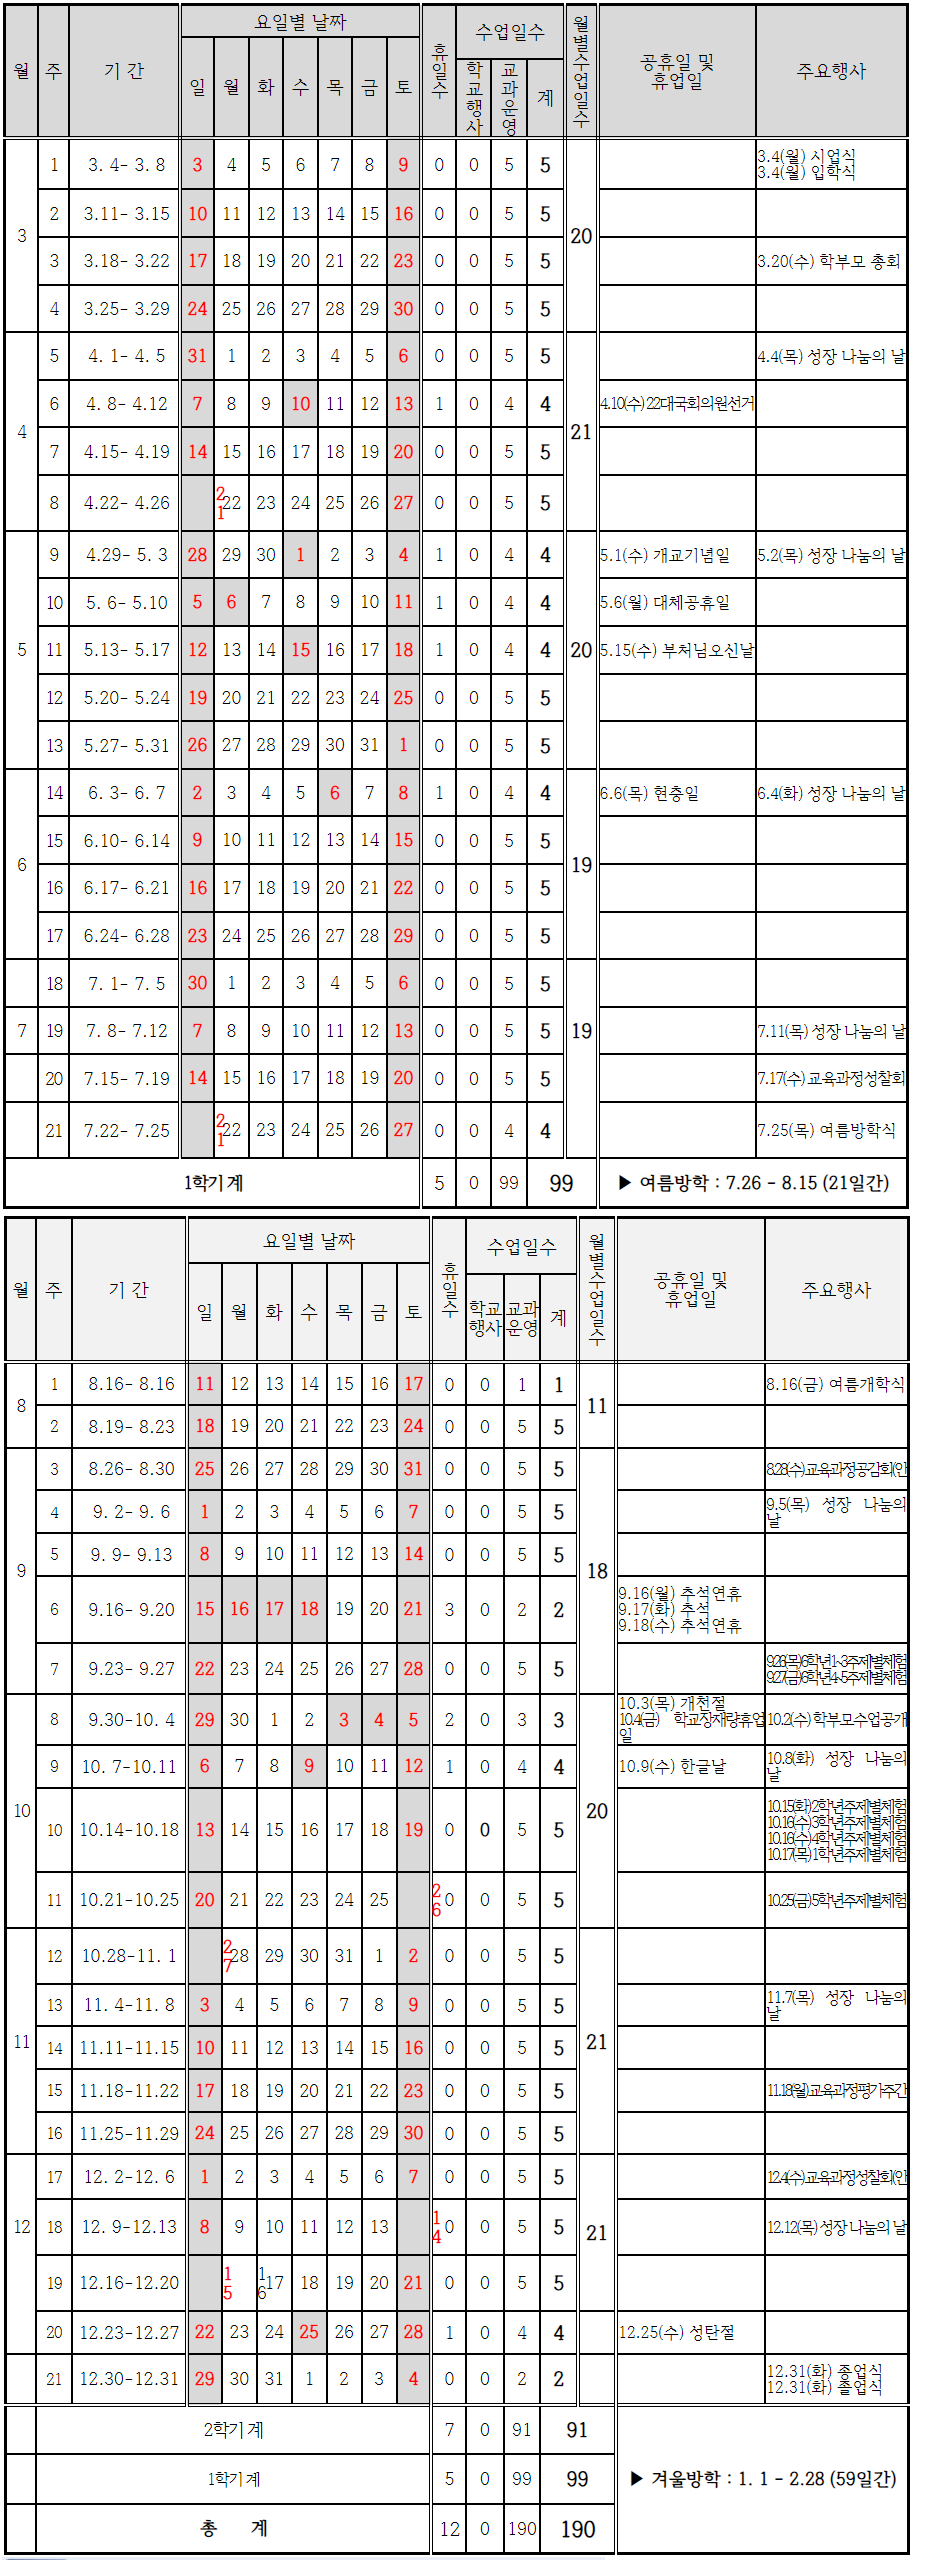 월 주 기 간 요일별 날짜 휴일수 수업일수 월별수업일수 공휴일 및 휴업일 주요행사
일 월 화 수 목 금 토 학교행사 교과운영 계
3 1 3. 4- 3. 8 3 4 5 6 7 8 9 0 0 5 5 20 3.4(월) 시업식
3.4(월) 입학식
2 3.11- 3.15 10 11 12 13 14 15 16 0 0 5 5
3 3.18- 3.22 17 18 19 20 21 22 23 0 0 5 5 3.20(수) 학부모 총회
4 3.25- 3.29 24 25 26 27 28 29 30 0 0 5 5
4 5 4. 1- 4. 5 31 1 2 3 4 5 6 0 0 5 5 21 4.4(목) 성장 나눔의 날
6 4. 8- 4.12 7 8 9 10 11 12 13 1 0 4 4 4.10(수)22대국회의원선거
7 4.15- 4.19 14 15 16 17 18 19 20 0 0 5 5
8 4.22- 4.26 21 22 23 24 25 26 27 0 0 5 5
5 9 4.29- 5. 3 28 29 30 1 2 3 4 1 0 4 4 20 5.1(수) 개교기념일 5.2(목) 성장 나눔의 날
10 5. 6- 5.10 5 6 7 8 9 10 11 1 0 4 4 5.6(월) 대체공휴일
11 5.13- 5.17 12 13 14 15 16 17 18 1 0 4 4 5.15(수) 부처님오신날
12 5.20- 5.24 19 20 21 22 23 24 25 0 0 5 5
13 5.27- 5.31 26 27 28 29 30 31 1 0 0 5 5
6 14 6. 3- 6. 7 2 3 4 5 6 7 8 1 0 4 4 19 6.6(목) 현충일 6.4(화) 성장 나눔의 날
15 6.10- 6.14 9 10 11 12 13 14 15 0 0 5 5
16 6.17- 6.21 16 17 18 19 20 21 22 0 0 5 5
17 6.24- 6.28 23 24 25 26 27 28 29 0 0 5 5
18 7. 1- 7. 5 30 1 2 3 4 5 6 0 0 5 5
7 19 7. 8- 7.12 7 8 9 10 11 12 13 0 0 5 5 19 7.11(목) 성장 나눔의 날
20 7.15- 7.19 14 15 16 17 18 19 20 0 0 5 5 7.17(수)교육과정성찰회
21 7.22- 7.25 21 22 23 24 25 26 27 0 0 4 4 7.25(목) 여름방학식
1학기계 5 0 99 99 ▶ 여름방학 : 7.26 - 8.15 (21일간)
월 주 기 간 요일별 날짜 휴일수 수업일수 월별수업일수 공휴일 및 휴업일 주요행사
일 월 화 수 목 금 토 학교행사 교과운영 계
8 1 8.16- 8.16 11 12 13 14 15 16 17 0 0 1 1 11 8.16(금) 여름개학식
2 8.19- 8.23 18 19 20 21 22 23 24 0 0 5 5
9 3 8.26- 8.30 25 26 27 28 29 30 31 0 0 5 5 18 8.28(수)교육과정공감회(안
4 9. 2- 9. 6 1 2 3 4 5 6 7 0 0 5 5 9.5(목) 성장 나눔의
날
5 9. 9- 9.13 8 9 10 11 12 13 14 0 0 5 5
6 9.16- 9.20 15 16 17 18 19 20 21 3 0 2 2 9.16(월) 추석연휴
9.17(화) 추석
9.18(수) 추석연휴
7 9.23- 9.27 22 23 24 25 26 27 28 0 0 5 5 9.26(목)6학년1~3주제별체험
9.27(금)6학년4~5주제별체험
10 8 9.30-10. 4 29 30 1 2 3 4 5 2 0 3 3 20 10.3(목) 개천절
10.4(금) 학교장재량휴업
일 10.2(수)학부모수업공개
9 10. 7-10.11 6 7 8 9 10 11 12 1 0 4 4 10.9(수) 한글날 10.8(화) 성장 나눔의
날
10 10.14-10.18 13 14 15 16 17 18 19 0 0 5 5 10.15(화)2학년주제별체험
10.16(수)3학년주제별체험
10.16(수)4학년주제별체험
10.17(목)1학년주제별체험
11 10.21-10.25 20 21 22 23 24 25 26 0 0 5 5 10.25(금)5학년주제별체험
11 12 10.28-11. 1 27 28 29 30 31 1 2 0 0 5 5 21
13 11. 4-11. 8 3 4 5 6 7 8 9 0 0 5 5 11.7(목) 성장 나눔의
날
14 11.11-11.15 10 11 12 13 14 15 16 0 0 5 5
15 11.18-11.22 17 18 19 20 21 22 23 0 0 5 5 11.18(월)교육과정평가주간
16 11.25-11.29 24 25 26 27 28 29 30 0 0 5 5
12 17 12. 2-12. 6 1 2 3 4 5 6 7 0 0 5 5 21 12.4(수)교육과정성찰회(안
18 12. 9-12.13 8 9 10 11 12 13 14 0 0 5 5 12.12(목) 성장 나눔의 날
19 12.16-12.20 15 16 17 18 19 20 21 0 0 5 5
20 12.23-12.27 22 23 24 25 26 27 28 1 0 4 4 12.25(수) 성탄절
21 12.30-12.31 29 30 31 1 2 3 4 0 0 2 2 12.31(화) 종업식
12.31(화) 졸업식
2학기계 7 0 91 91
1학기계 5 0 99 99 ▶ 겨울방학 : 1. 1 - 2.28 (59일간)
총 계 12 0 190 190